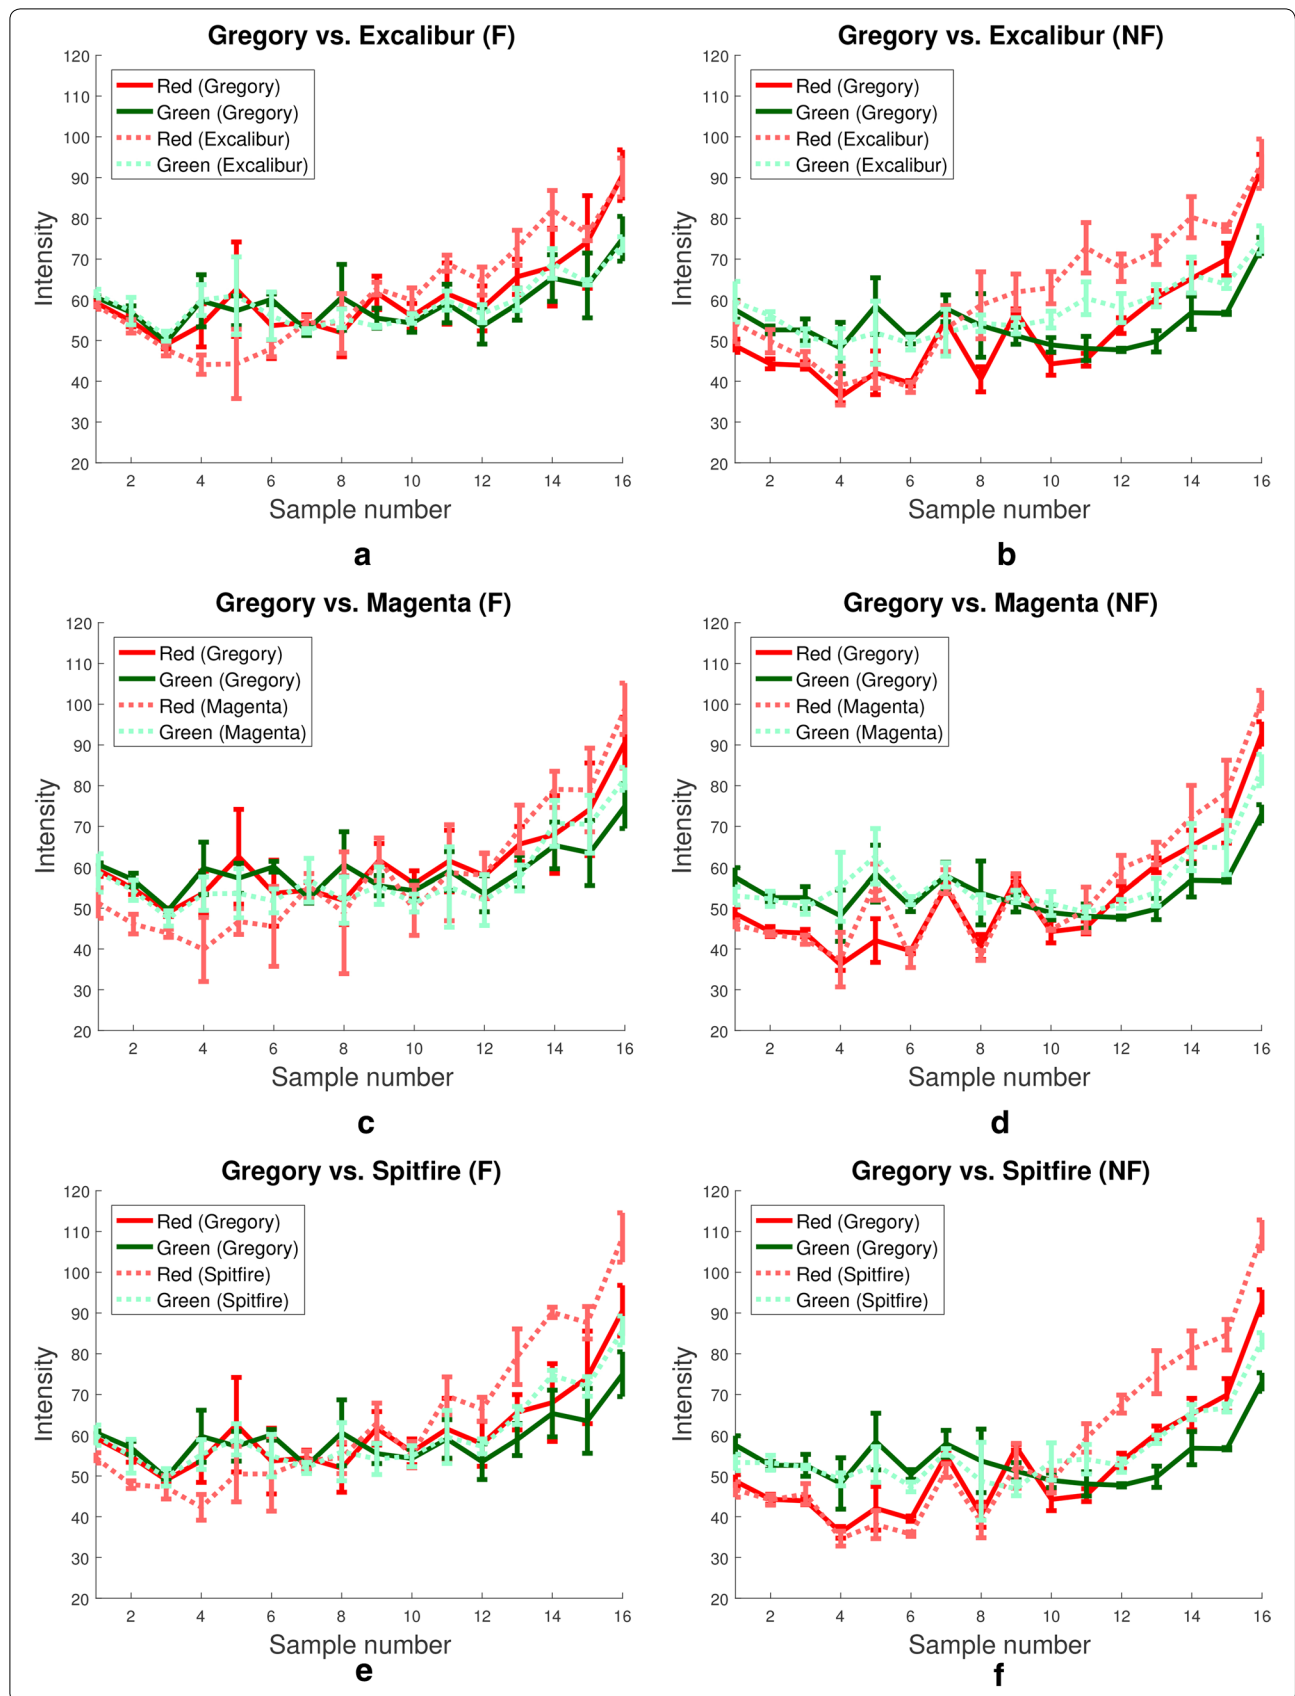 Gregory vs. Excalibur (F)
120
110
100
90
80
70
60
50
40
30
20
Intensity
Red (Gregory)
Green (Gregory)
Red (Excalibur)
Green (Excalibur)
2 4 6 8 10 12 14 16
Sample number
a
Gregory vs. Excalibur (NF)
120
110
100
90
80
70
60
50
40
30
20
Intensity
Red (Gregory)
Green (Gregory)
Red (Excalibur)
Green (Excalibur)
2 4 6 8 10 12 14 16
Sample number
b
Gregory vs. Magenta (F)
120
110
100
90
80
70
60
50
40
30
20
Intensity
Red (Gregory)
Green (Gregory)
Red (Magenta)
Green (Magenta)
2 4 6 8 10 12 14 16
Sample number
c
Gregory vs. Magenta (NF)
120
110
100
90
80
70
60
50
40
30
20
Intensity
Red (Gregory)
Green (Gregory)
Red (Magenta)
Green (Magenta)
2 4 6 8 10 12 14 16
Sample number
d
Gregory vs. Spitfire (F)
120
110
100
90
80
70
60
50
40
30
20
Intensity
Red (Gregory)
Green (Gregory)
Red (Spitfire)
Green (Spitfire)
2 4 6 8 10 12 14 16
Sample number
e
Gregory vs. Spitfire (NF)
120
110
100
90
80
70
60
50
40
30
20
Intensity
Red (Gregory)
Green (Gregory)
Red (Spitfire)
Green (Spitfire)
2 4 6 8 10 12 14 16
Sample number
f